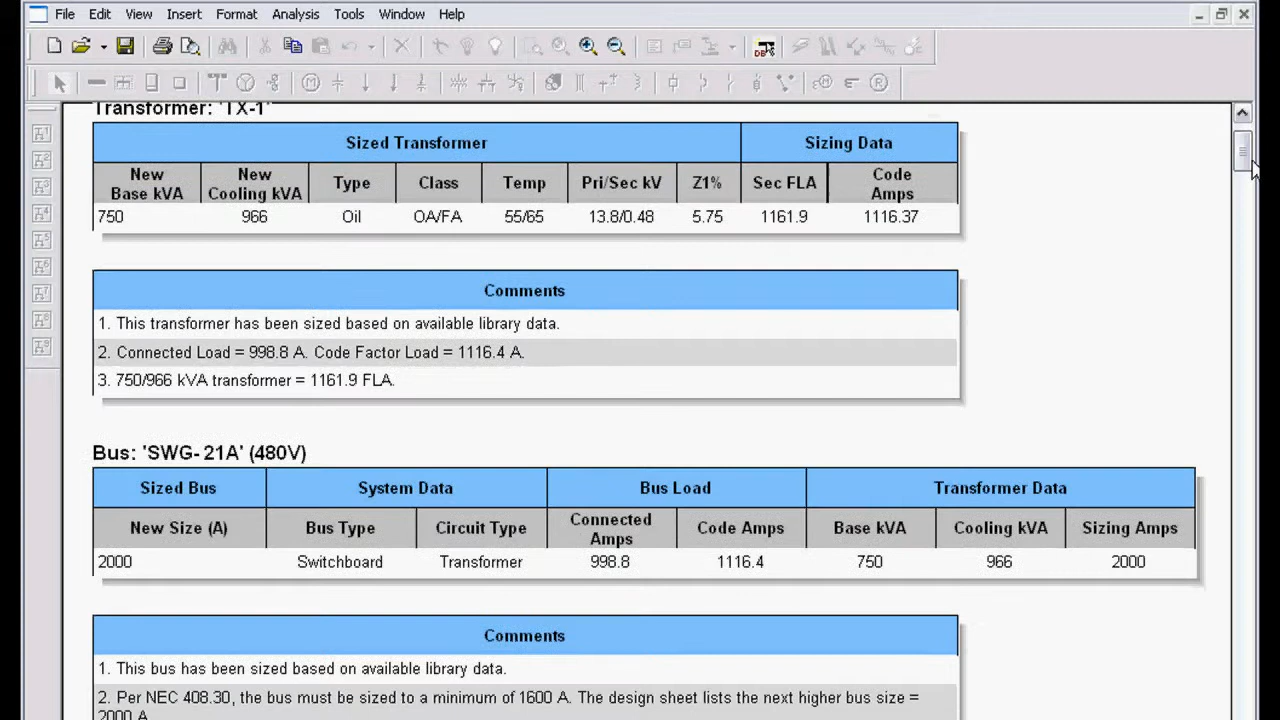 File Edit View Insert Format Analysis Tools Window Help
Transformer: 'TX-1'
Sized Transformer Sizing Data
New Base kVA New Cooling kVA Type Class Temp Pri/Sec kV Z1% Sec FLA Code Amps
750 966 Oil OA/FA 55/65 13.8/0.48 5.75 1161.9 1116.37
Comments
1. This transformer has been sized based on available library data.
2. Connected Load = 998.8 A. Code Factor Load = 1116.4 A.
3. 750/966 kVA transformer = 1161.9 FLA.
Bus: 'SWG- 21A' (480V)
Sized Bus System Data Bus Load Transformer Data
New Size (A) Bus Type Circuit Type Connected Amps Code Amps Base kVA Cooling kVA Sizing Amps
2000 Switchboard Transformer 998.8 1116.4 750 966 2000
Comments
1. This bus has been sized based on available library data.
2. Per NEC 408.30, the bus must be sized to a minimum of 1600 A. The design sheet lists the next higher bus size =
2000 A